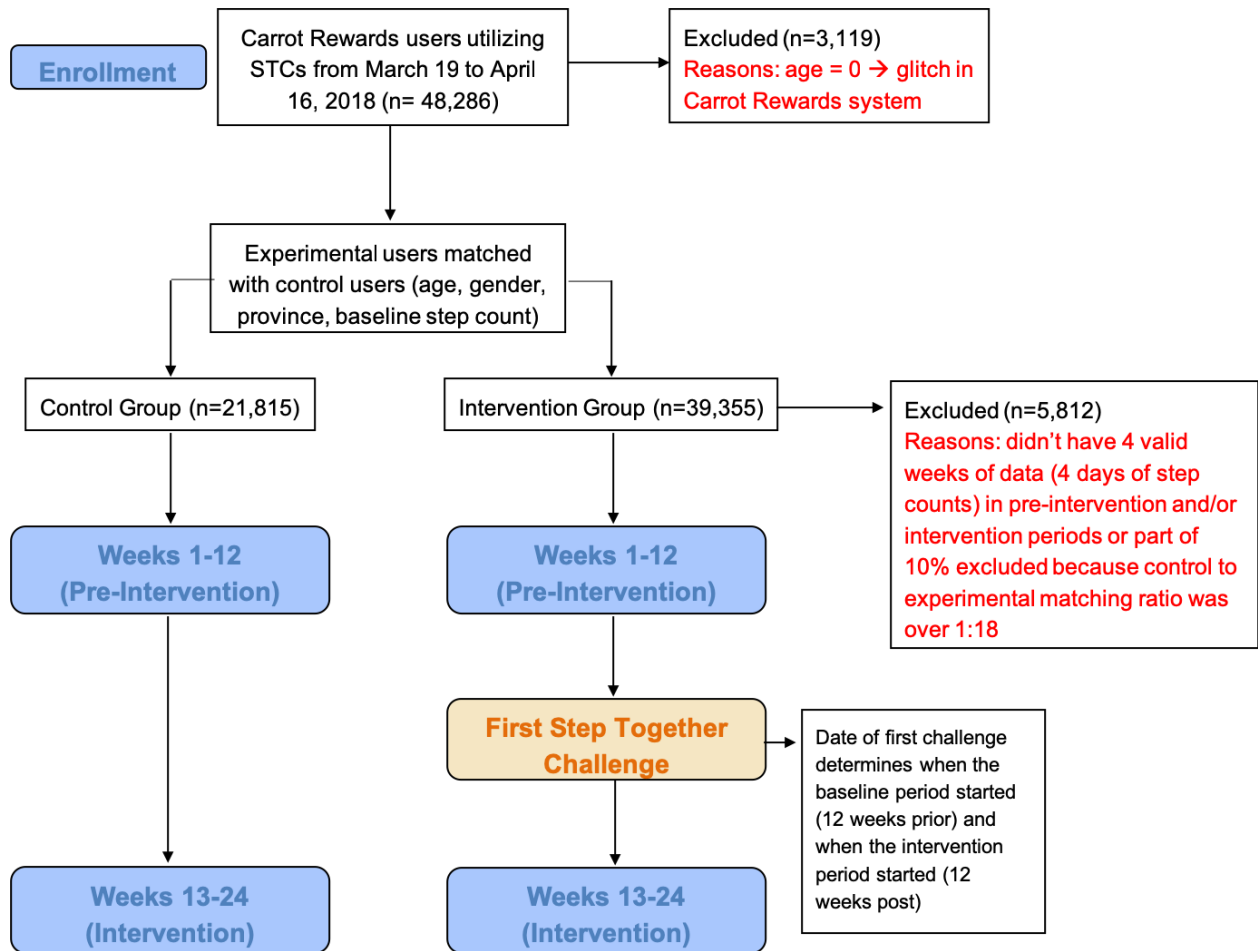 Enrollment
Carrot Rewards users utilizing
STCs from March 19 to April
16, 2018 (n= 48,286)
Excluded (n=3,119)
Reasons: age = 0 → glitch in
Carrot Rewards system
Experimental users matched
with control users (age, gender,
province, baseline step count)
Control Group (n=21,815)
Intervention Group (n=39,355)
Excluded (n=5,812)
Reasons: didn't have 4 valid
weeks of data (4 days of step
counts) in pre-intervention and/or
intervention periods or part of
10% excluded because control to
experimental matching ratio was
over 1:18
Weeks 1-12
(Pre-Intervention)
Weeks 1-12
(Pre-Intervention)
First Step Together
Challenge
Date of first challenge
determines when the
baseline period started
(12 weeks prior) and
when the intervention
period started (12
weeks post)
Weeks 13-24
(Intervention)
Weeks 13-24
(Intervention)